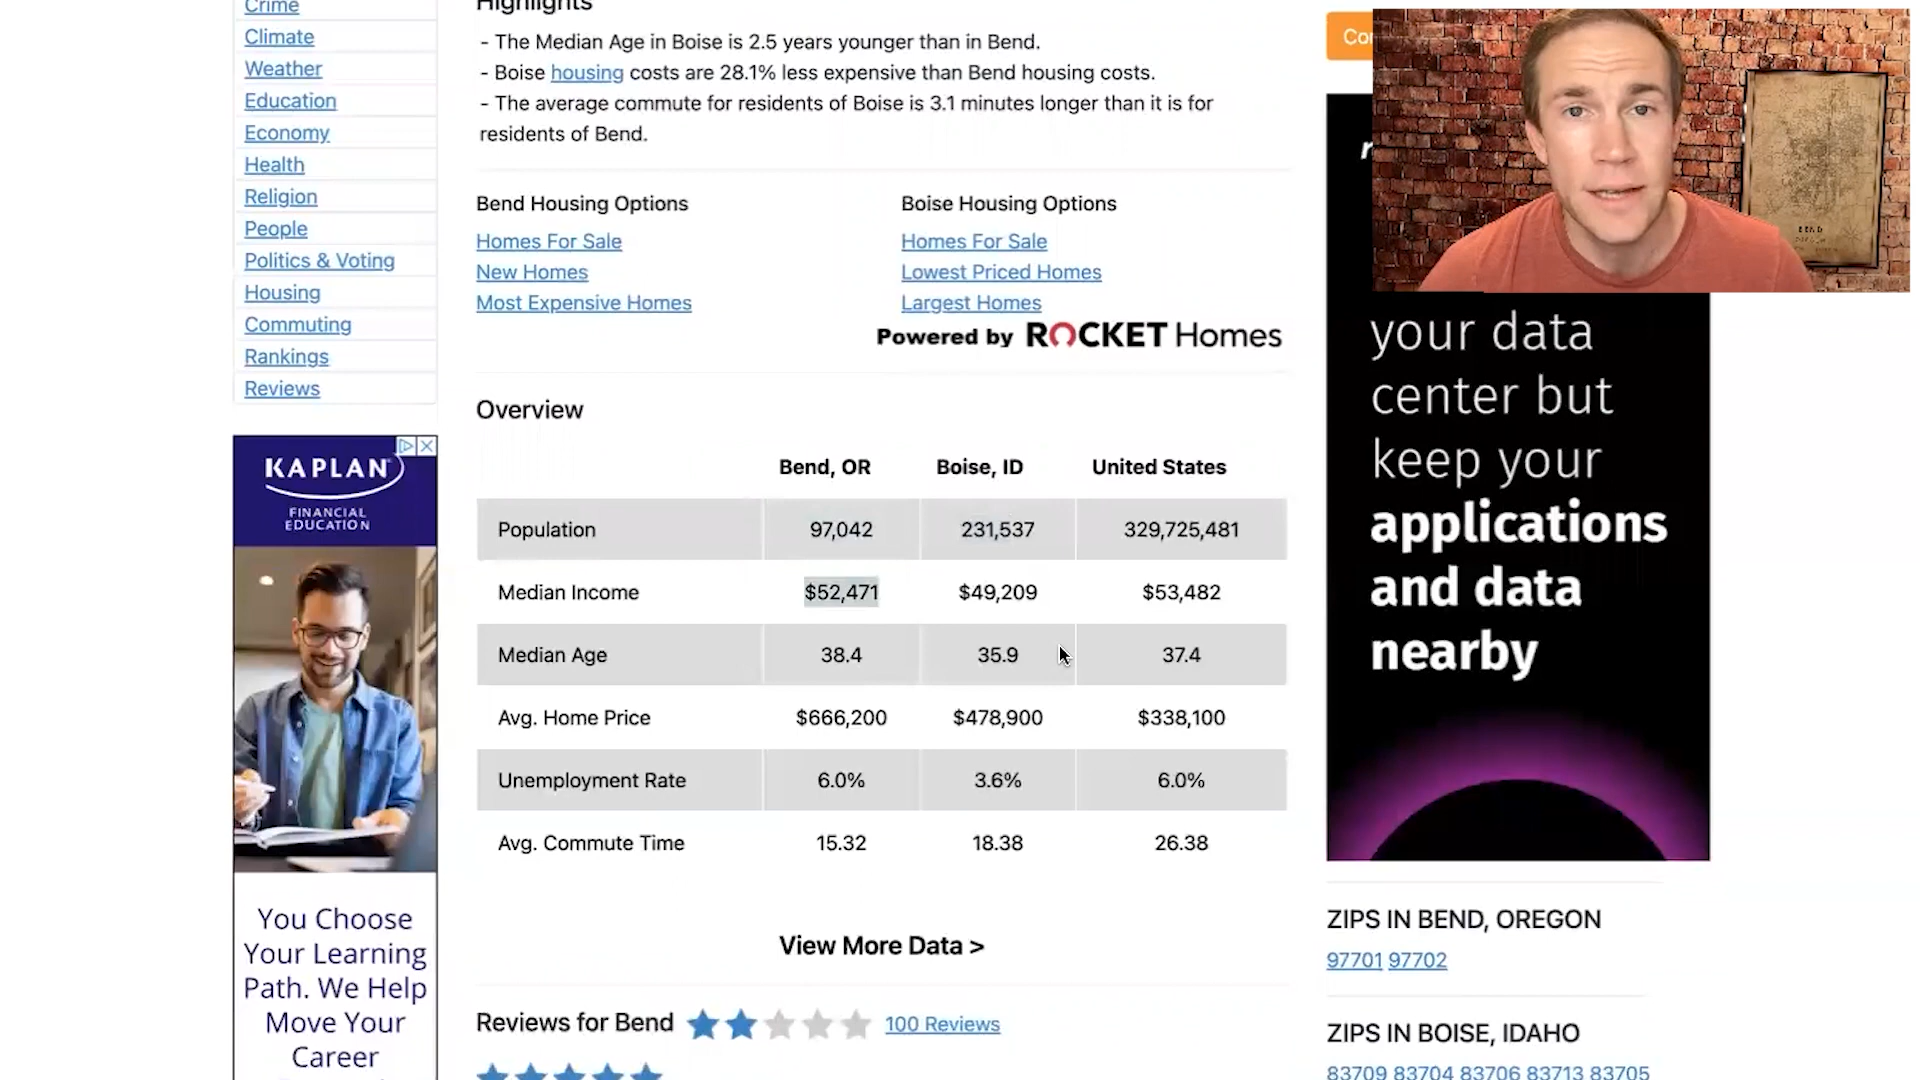 Crime
Climate
Weather
Education
Economy
Health
Religion
People
Politics & Voting
Housing
Commuting
Rankings
Reviews
KAPLAN
FINANCIAL
EDUCATION
You Choose
Your Learning
Path. We Help
Move Your
Career
Highlights
- The Median Age in Boise is 2.5 years younger than in Bend.
- Boise housing costs are 28.1% less expensive than Bend housing costs.
- The average commute for residents of Boise is 3.1 minutes longer than it is for
residents of Bend.
Bend Housing Options
Homes For Sale
New Homes
Most Expensive Homes
Boise Housing Options
Homes For Sale
Lowest Priced Homes
Largest Homes
Powered by ROCKET Homes
Overview
Bend, OR Boise, ID United States
Population 97,042 231,537 329,725,481
Median Income $52,471 $49,209 $53,482
Median Age 38.4 35.9 37.4
Avg. Home Price $666,200 $478,900 $338,100
Unemployment Rate 6.0% 3.6% 6.0%
Avg. Commute Time 15.32 18.38 26.38
View More Data >
Reviews for Bend 100 Reviews
BEND
your data
center but
keep your
applications
and data
nearby
ZIPS IN BEND, OREGON
97701 97702
ZIPS IN BOISE, IDAHO
83709 83704 83706 83713 83705